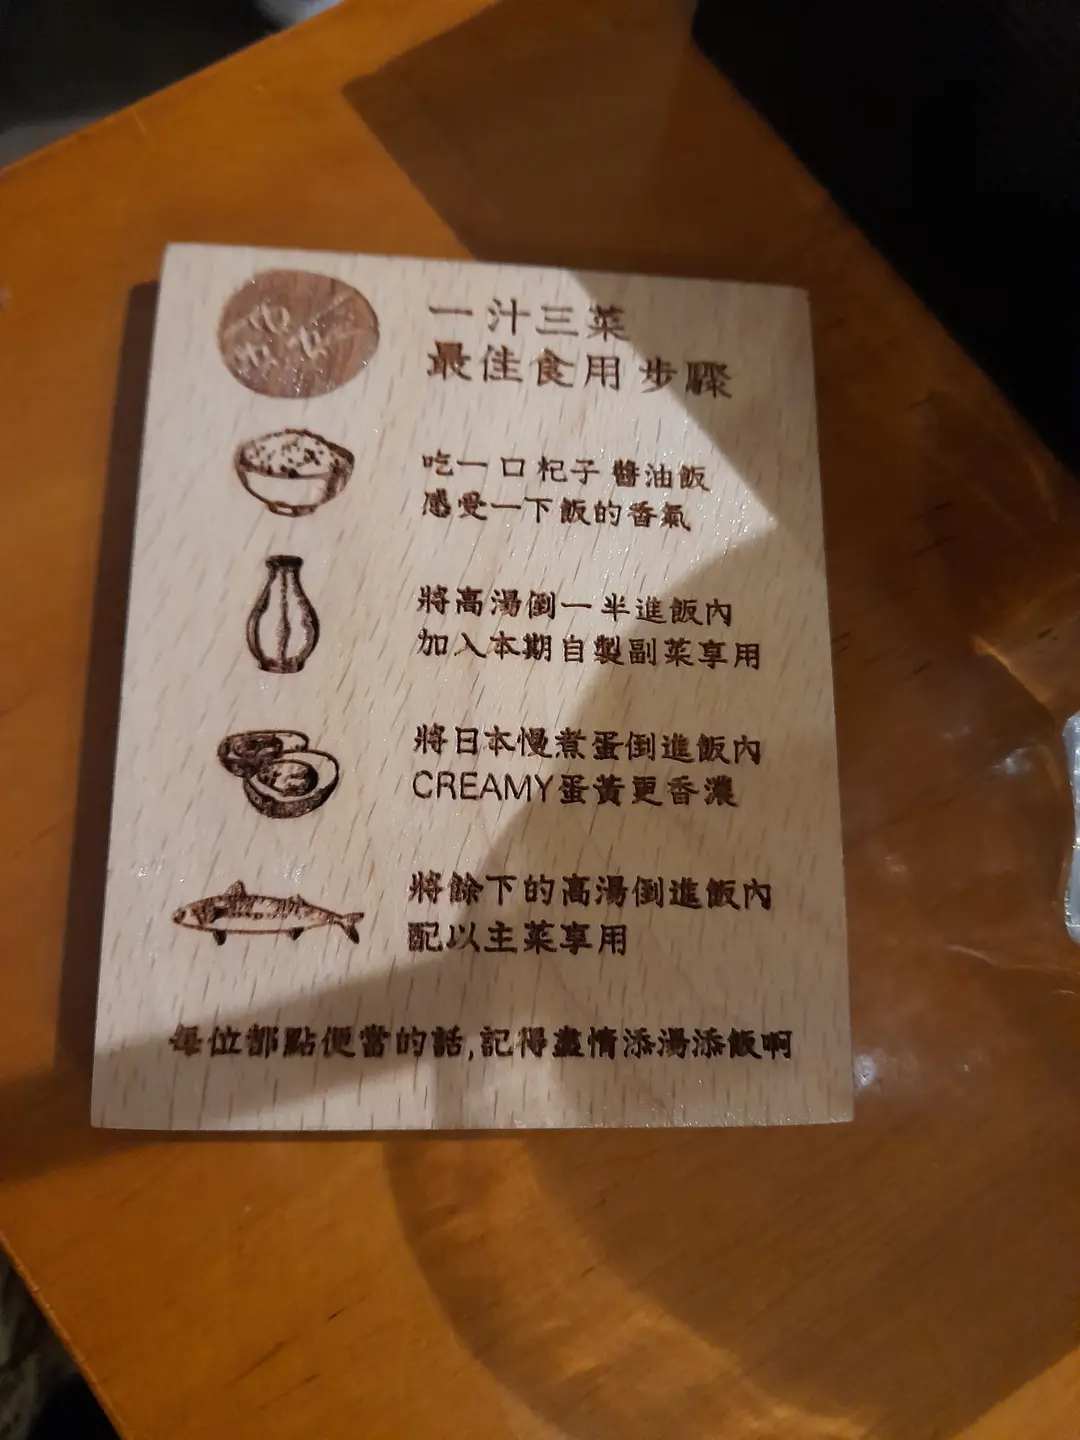 一汁三菜
最佳食用步驟
吃一口杞子醬油飯
感受一下飯的香氣
將高湯倒一半進飯內
加入本期自製副菜享用
將日本慢煮蛋倒進飯內
CREAMY蛋黃更香濃
將餘下的高湯倒進飯內
配以主菜享用
每位都點便當的話,記得盡情添湯添飯啊